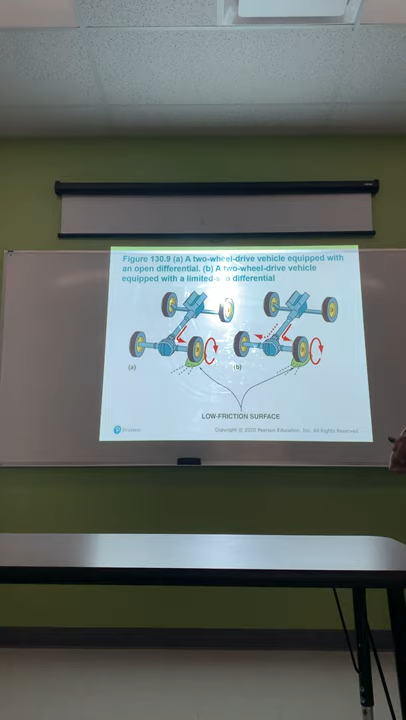 Figure 130.9 (a) A two-wheel-drive vehicle equipped with
an open differential. (b) A two-wheel-drive vehicle
equipped with a limited- differential
(a)
(b)
LOW-FRICTION SURFACE
Pearson
Copyright © 2020 Pearson Education, Inc. All Rights Reserved